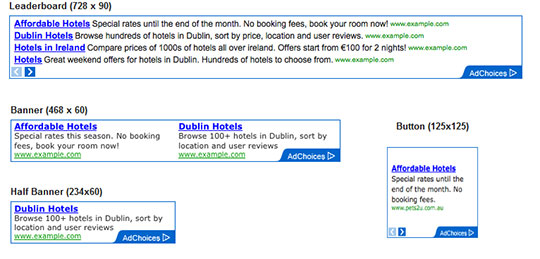 Leaderboard (728 x 90)
Affordable Hotels Special rates until the end of the month. No booking fees, book your room now! www.example.com
Dublin Hotels Browse hundreds of hotels in Dublin, sort by price, location and user reviews www.example.com
Hotels in Ireland Compare prices of 1000s of hotels all over ireland. Offers start from €100 for 2 nights! www.example.com
Hotels Great weekend offers for hotels in Dublin. Hundreds of hotels to choose from. www.example.com
AdChoices
Banner (468 x 60)
Affordable Hotels
Special rates this season. No booking
fees, book your room now!
www.example.com
Dublin Hotels
Browse 100+ hotels in Dublin, sort by
location and user reviews
AdChoices
Half Banner (234x60)
Dublin Hotels
Browse 100+ hotels in Dublin, sort by
location and user reviews
www.example.com
AdChoices
Button (125x125)
Affordable Hotels
Special rates until the
end of the month. No
booking fees.
www.pets2u.com.au
AdChoices